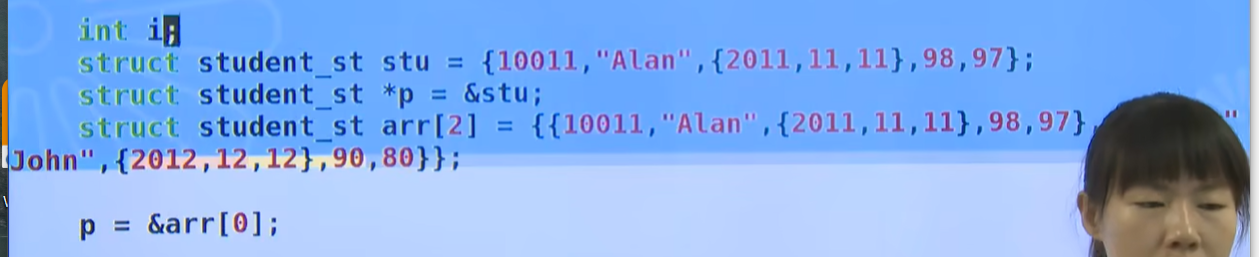 int i;
struct student_st stu = {10011,"Alan",{2011,11,11},98,97};
struct student_st *p = &stu;
struct student_st arr[2] = {{10011,"Alan",{2011,11,11},98,97}, "
John",{2012,12,12},90,80}};
p = &arr[0];